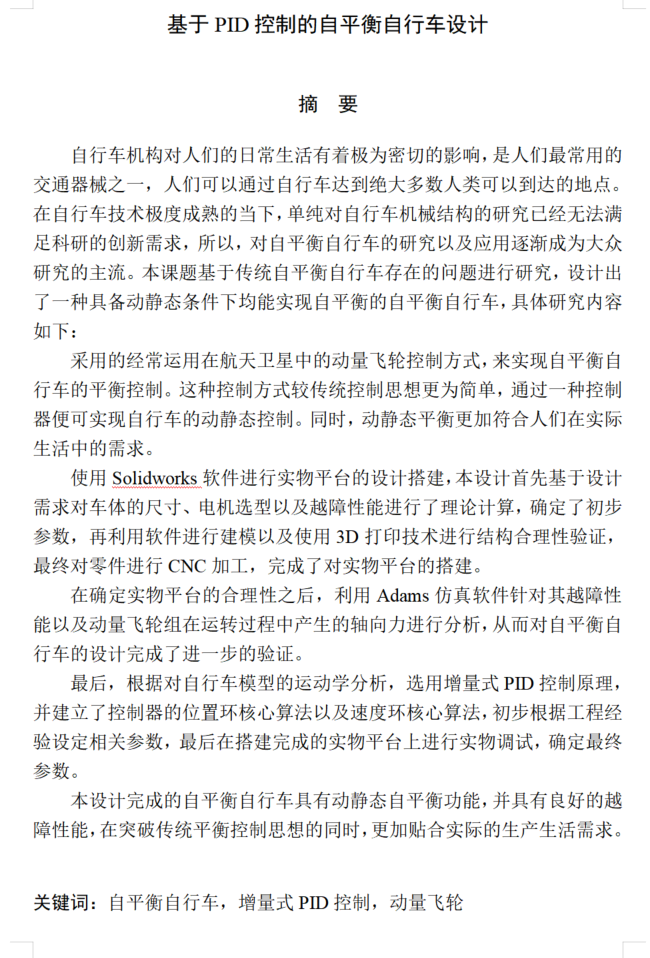 基于 PID 控制的自平衡自行车设计
摘 要
自行车机构对人们的日常生活有着极为密切的影响，是人们最常用的
交通器械之一，人们可以通过自行车达到绝大多数人类可以到达的地点。
在自行车技术极度成熟的当下，单纯对自行车机械结构的研究已经无法满
足科研的创新需求，所以，对自平衡自行车的研究以及应用逐渐成为大众
研究的主流。本课题基于传统自平衡自行车存在的问题进行研究，设计出
了一种具备动静态条件下均能实现自平衡的自平衡自行车，具体研究内容
如下：
采用的经常运用在航天卫星中的动量飞轮控制方式，来实现自平衡自
行车的平衡控制。这种控制方式较传统控制思想更为简单，通过一种控制
器便可实现自行车的动静态控制。同时，动静态平衡更加符合人们在实际
生活中的需求。
使用 Solidworks 软件进行实物平台的设计搭建，本设计首先基于设计
需求对车体的尺寸、电机选型以及越障性能进行了理论计算，确定了初步
参数，再利用软件进行建模以及使用 3D 打印技术进行结构合理性验证，
最终对零件进行 CNC 加工，完成了对实物平台的搭建。
在确定实物平台的合理性之后，利用 Adams 仿真软件针对其越障性
能以及动量飞轮组在运转过程中产生的轴向力进行分析，从而对自平衡自
行车的设计完成了进一步的验证。
最后，根据对自行车模型的运动学分析，选用增量式 PID 控制原理，
并建立了控制器的位置环核心算法以及速度环核心算法，初步根据工程经
验设定相关参数，最后在搭建完成的实物平台上进行实物调试，确定最终
参数。
本设计完成的自平衡自行车具有动静态自平衡功能，并具有良好的越
障性能，在突破传统平衡控制思想的同时，更加贴合实际的生产生活需求。
关键词：自平衡自行车，增量式 PID 控制，动量飞轮